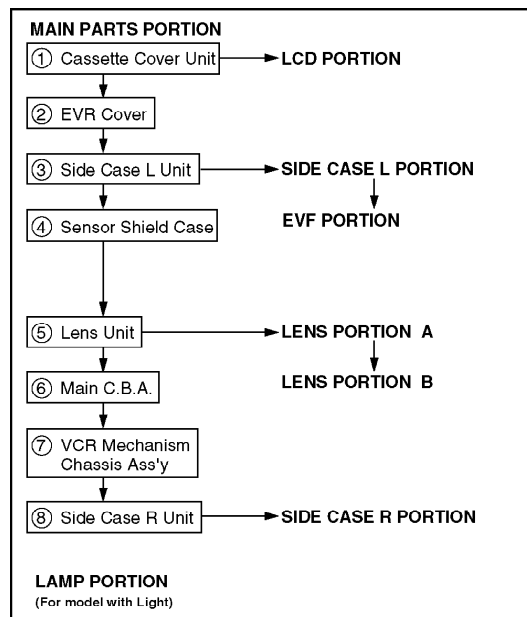 MAIN PARTS PORTION
① Cassette Cover Unit
LCD PORTION
② EVR Cover
③ Side Case L Unit
SIDE CASE L PORTION
④ Sensor Shield Case
EVF PORTION
⑤ Lens Unit
LENS PORTION A
⑥ Main C.B.A.
LENS PORTION B
⑦ VCR Mechanism
Chassis Ass'y
⑧ Side Case R Unit
SIDE CASE R PORTION
LAMP PORTION
(For model with Light)